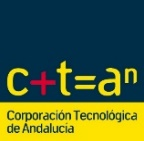 c+t=aⁿ
Corporación Tecnológica
de Andalucía